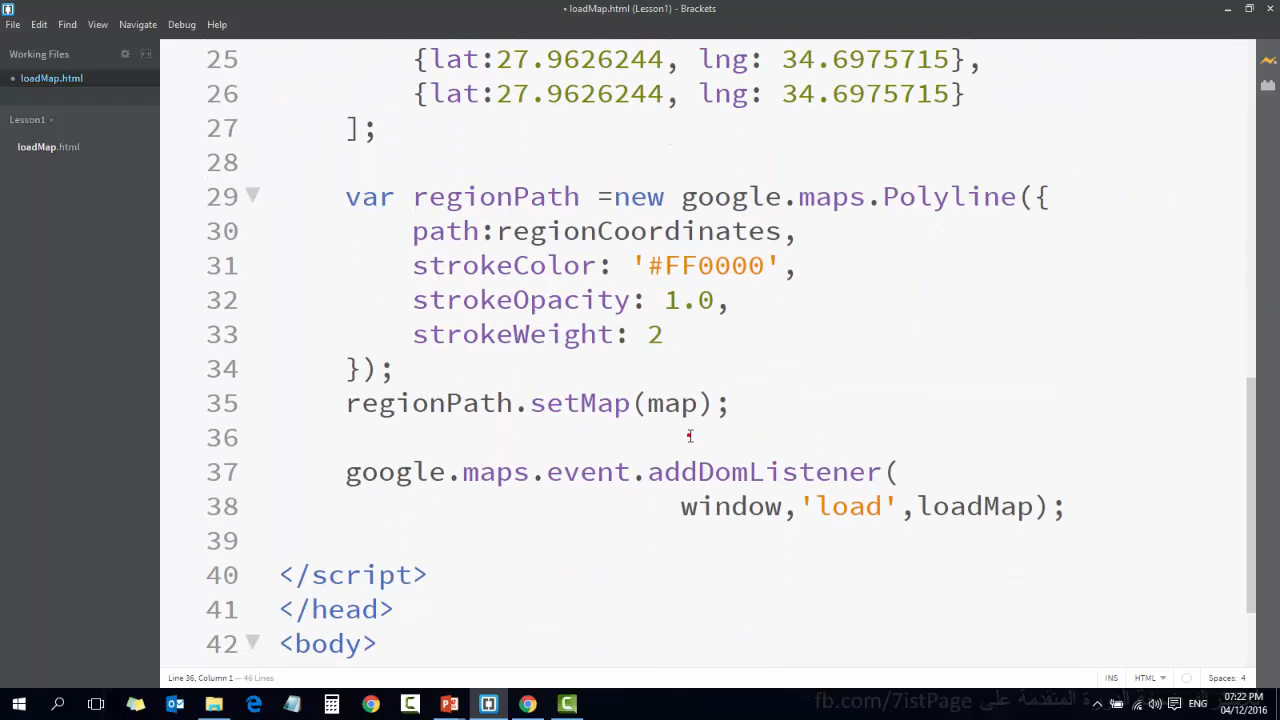 • loadMap.html (Lesson1) - Brackets
File Edit Find View Navigate Debug Help
Working Files
• loadMap.html
Lesson1
loadMap.html
25 {lat:27.9626244, lng: 34.6975715},
26 {lat:27.9626244, lng: 34.6975715}
27 ];
28
29 var regionPath =new google.maps.Polyline({
30 path:regionCoordinates,
31 strokeColor: '#FF0000',
32 strokeOpacity: 1.0,
33 strokeWeight: 2
34 });
35 regionPath.setMap(map);
36
37 google.maps.event.addDomListener(
38 window,'load',loadMap);
39
40 </script>
41 </head>
42 <body>
Line 36, Column 1 - 46 Lines
INS HTML Spaces: 4
fb.com/7istPage على المتقدمة
ENG
07:22 PM
04/12/2016